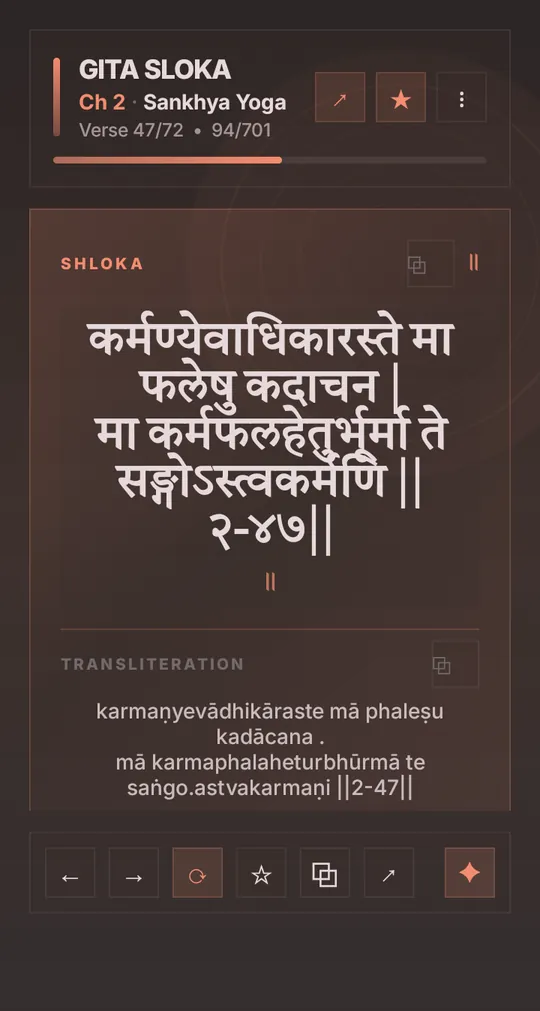 GITA SLOKA
Ch 2 · Sankhya Yoga
Verse 47/72 • 94/701
SHLOKA
॥
कर्मण्येवाधिकारस्ते मा
फलेषु कदाचन |
मा कर्मफलहेतुर्भूर्मा ते
सङ्गोऽस्त्वकर्मणि ||
२-४७||
॥
TRANSLITERATION
karmaṇyevādhikāraste mā phaleṣu
kadācana .
mā karmaphalaheturbhūrmā te
saṅgo.astvakarmaṇi ||2-47||